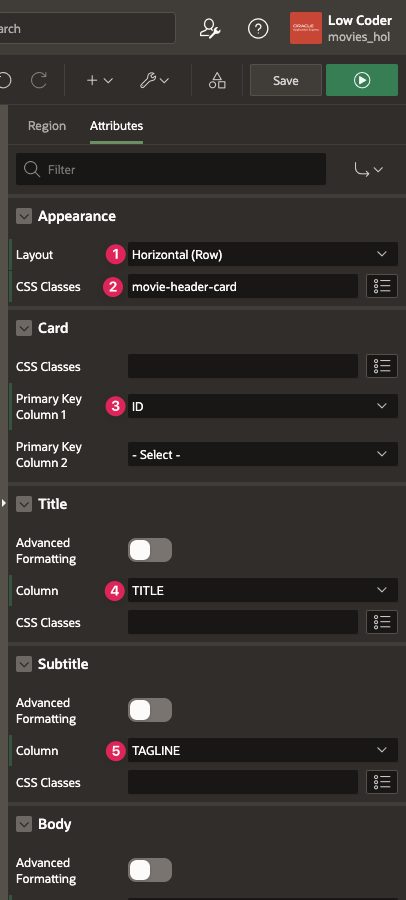 arch
Low Coder
movies_hol
ORACLE
Save
Region Attributes
Filter
Appearance
Layout 1 Horizontal (Row)
CSS Classes 2 movie-header-card
Card
CSS Classes
Primary Key
Column 1 3 ID
Primary Key
Column 2 - Select -
Title
Advanced
Formatting
Column 4 TITLE
CSS Classes
Subtitle
Advanced
Formatting
Column 5 TAGLINE
CSS Classes
Body
Advanced
Formatting